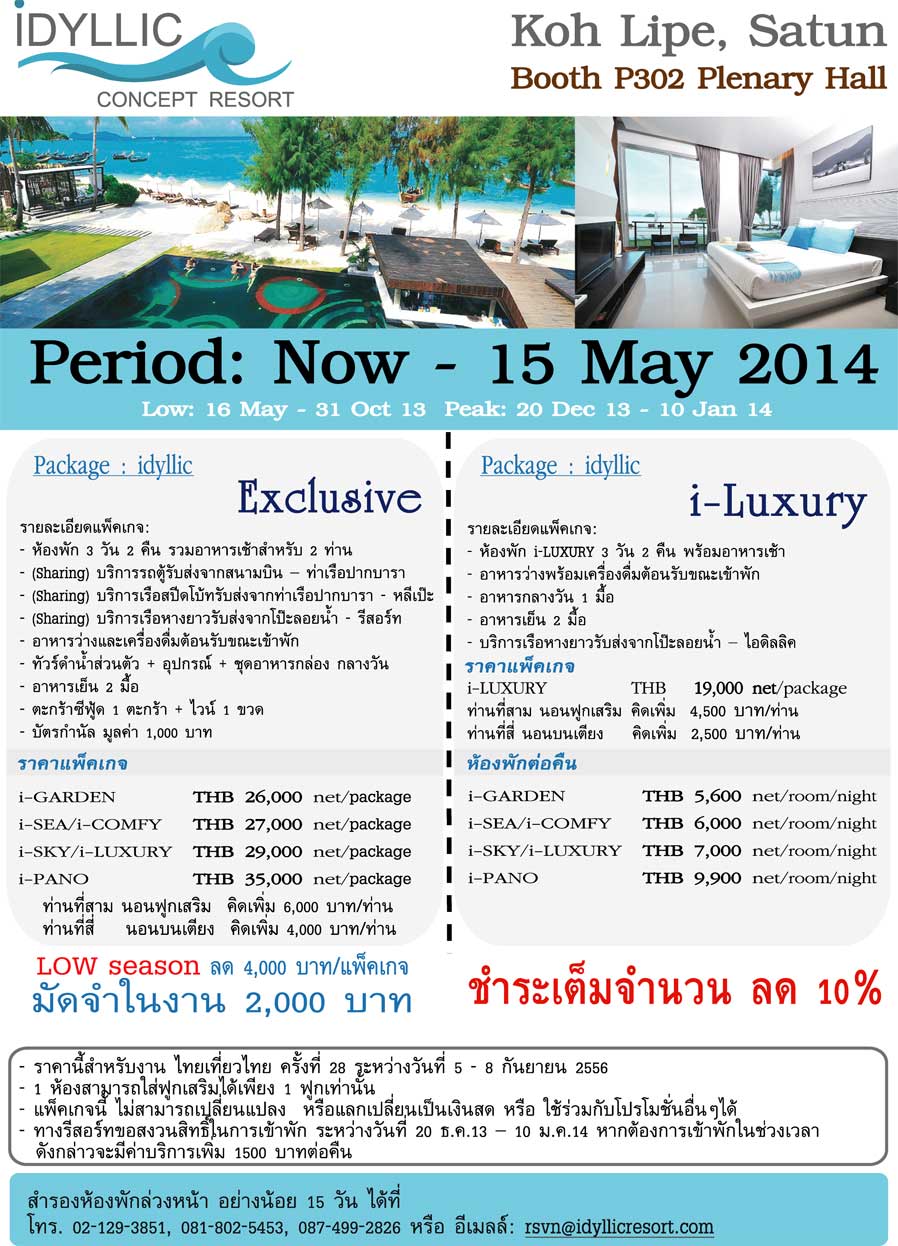 iDYLLIC
CONCEPT RESORT
Koh Lipe, Satun
Booth P302 Plenary Hall
Period: Now - 15 May 2014
Low: 16 May - 31 Oct 13  Peak: 20 Dec 13 - 10 Jan 14
Package : idyllic
Exclusive
รายละเอียดแพ็คเกจ:
- ห้องพัก 3 วัน 2 คืน รวมอาหารเช้าสำหรับ 2 ท่าน
- (Sharing) บริการรถตู้รับส่งจากสนามบิน – ท่าเรือปากบารา
- (Sharing) บริการเรือสปีดโบ้ทรับส่งจากท่าเรือปากบารา - หลีเป๊ะ
- (Sharing) บริการเรือหางยาวรับส่งจากโป๊ะลอยน้ำ - รีสอร์ท
- อาหารว่างและเครื่องดื่มต้อนรับขณะเข้าพัก
- ทัวร์ดำน้ำส่วนตัว + อุปกรณ์ + ชุดอาหารกล่อง กลางวัน
- อาหารเย็น 2 มื้อ
- ตะกร้าซีฟู้ด 1 ตะกร้า + ไวน์ 1 ขวด
- บัตรกำนัล มูลค่า 1,000 บาท
ราคาแพ็คเกจ
i-GARDEN THB 26,000 net/package
i-SEA/i-COMFY THB 27,000 net/package
i-SKY/i-LUXURY THB 29,000 net/package
i-PANO THB 35,000 net/package
ท่านที่สาม นอนฟูกเสริม คิดเพิ่ม 6,000 บาท/ท่าน
ท่านที่สี่ นอนบนเตียง คิดเพิ่ม 4,000 บาท/ท่าน
LOW season ลด 4,000 บาท/แพ็คเกจ
มัดจำในงาน 2,000 บาท
Package : idyllic
i-Luxury
รายละเอียดแพ็คเกจ:
- ห้องพัก i-LUXURY 3 วัน 2 คืน พร้อมอาหารเช้า
- อาหารว่างพร้อมเครื่องดื่มต้อนรับขณะเข้าพัก
- อาหารกลางวัน 1 มื้อ
- อาหารเย็น 2 มื้อ
- บริการเรือหางยาวรับส่งจากโป๊ะลอยน้ำ – ไอดิลลิค
ราคาแพ็คเกจ
i-LUXURY THB 19,000 net/package
ท่านที่สาม นอนฟูกเสริม คิดเพิ่ม 4,500 บาท/ท่าน
ท่านที่สี่ นอนบนเตียง คิดเพิ่ม 2,500 บาท/ท่าน
ห้องพักต่อคืน
i-GARDEN THB 5,600 net/room/night
i-SEA/i-COMFY THB 6,000 net/room/night
i-SKY/i-LUXURY THB 7,000 net/room/night
i-PANO THB 9,900 net/room/night
ชำระเต็มจำนวน ลด 10%
- ราคานี้สำหรับงาน ไทยเที่ยวไทย ครั้งที่ 28 ระหว่างวันที่ 5 - 8 กันยายน 2556
- 1 ห้องสามารถใส่ฟูกเสริมได้เพียง 1 ฟูกเท่านั้น
- แพ็คเกจนี้ ไม่สามารถเปลี่ยนแปลง หรือแลกเปลี่ยนเป็นเงินสด หรือ ใช้ร่วมกับโปรโมชั่นอื่นๆได้
- ทางรีสอร์ทขอสงวนสิทธิ์ในการเข้าพัก ระหว่างวันที่ 20 ธ.ค.13 – 10 ม.ค.14 หากต้องการเข้าพักในช่วงเวลา
ดังกล่าวจะมีค่าบริการเพิ่ม 1500 บาทต่อคืน
สำรองห้องพักล่วงหน้า อย่างน้อย 15 วัน ได้ที่
โทร. 02-129-3851, 081-802-5453, 087-499-2826 หรือ อีเมลล์: rsvn@idyllicresort.com